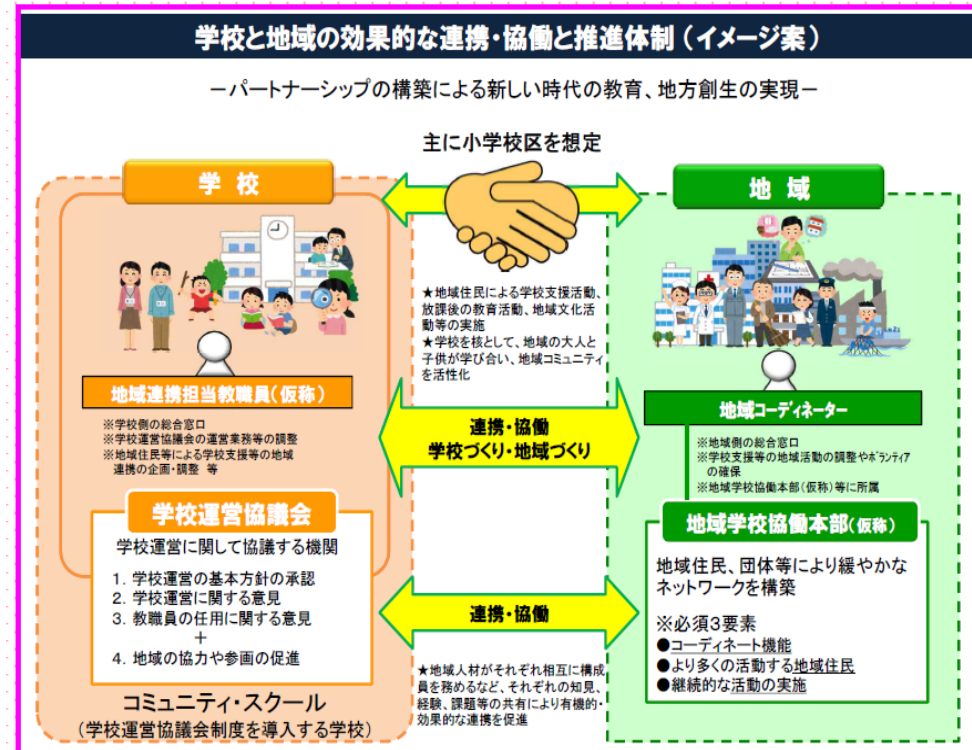 学校と地域の効果的な連携・協働と推進体制（イメージ案）
－パートナーシップの構築による新しい時代の教育、地方創生の実現－
主に小学校区を想定
学校
地域
★地域住民による学校支援活動、
放課後の教育活動、地域文化活
動等の実施
★学校を核として、地域の大人と
子供が学び合い、地域コミュニティ
を活性化
地域連携担当教職員（仮称）
※学校側の総合窓口
※学校運営協議会の運営業務等の調整
※地域住民等による学校支援等の地域
連携の企画・調整　等
連携・協働
学校づくり・地域づくり
地域コーディネーター
※地域側の総合窓口
※学校支援等の地域活動の調整やボランティア
の確保
※地域学校協働本部（仮称）等に所属
学校運営協議会
学校運営に関して協議する機関
1. 学校運営の基本方針の承認
2. 学校運営に関する意見
3. 教職員の任用に関する意見
＋
4. 地域の協力や参画の促進
コミュニティ・スクール
（学校運営協議会制度を導入する学校）
連携・協働
★地域人材がそれぞれ相互に構成
員を務めるなど、それぞれの知見、
経験、課題等の共有により有機的・
効果的な連携を促進
地域学校協働本部（仮称）
地域住民、団体等により緩やかな
ネットワークを構築
※必須３要素
●コーディネート機能
●より多くの活動する地域住民
●継続的な活動の実施